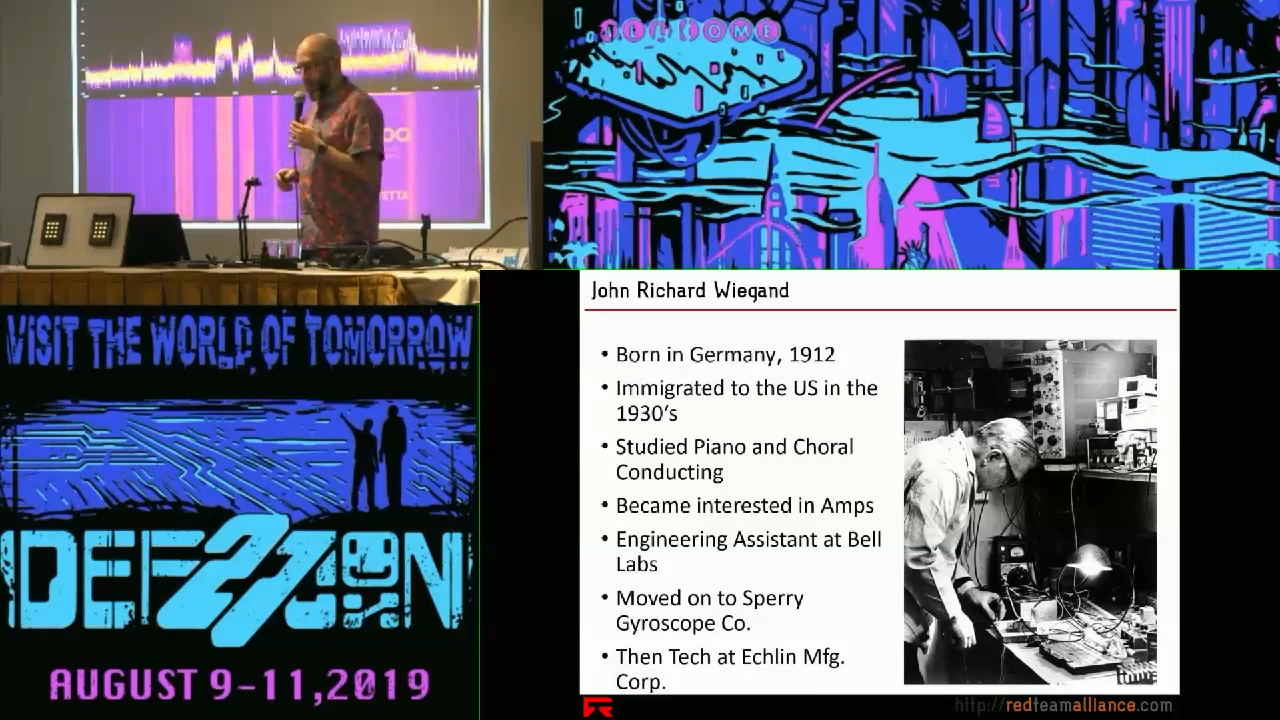 WELCOME
VISIT THE WORLD OF TOMORROW
DEF CON
27
AUGUST 9-11,2019
John Richard Wiegand
• Born in Germany, 1912
• Immigrated to the US in the
1930's
• Studied Piano and Choral
Conducting
• Became interested in Amps
• Engineering Assistant at Bell
Labs
• Moved on to Sperry
Gyroscope Co.
• Then Tech at Echlin Mfg.
Corp.
http://redteamalliance.com